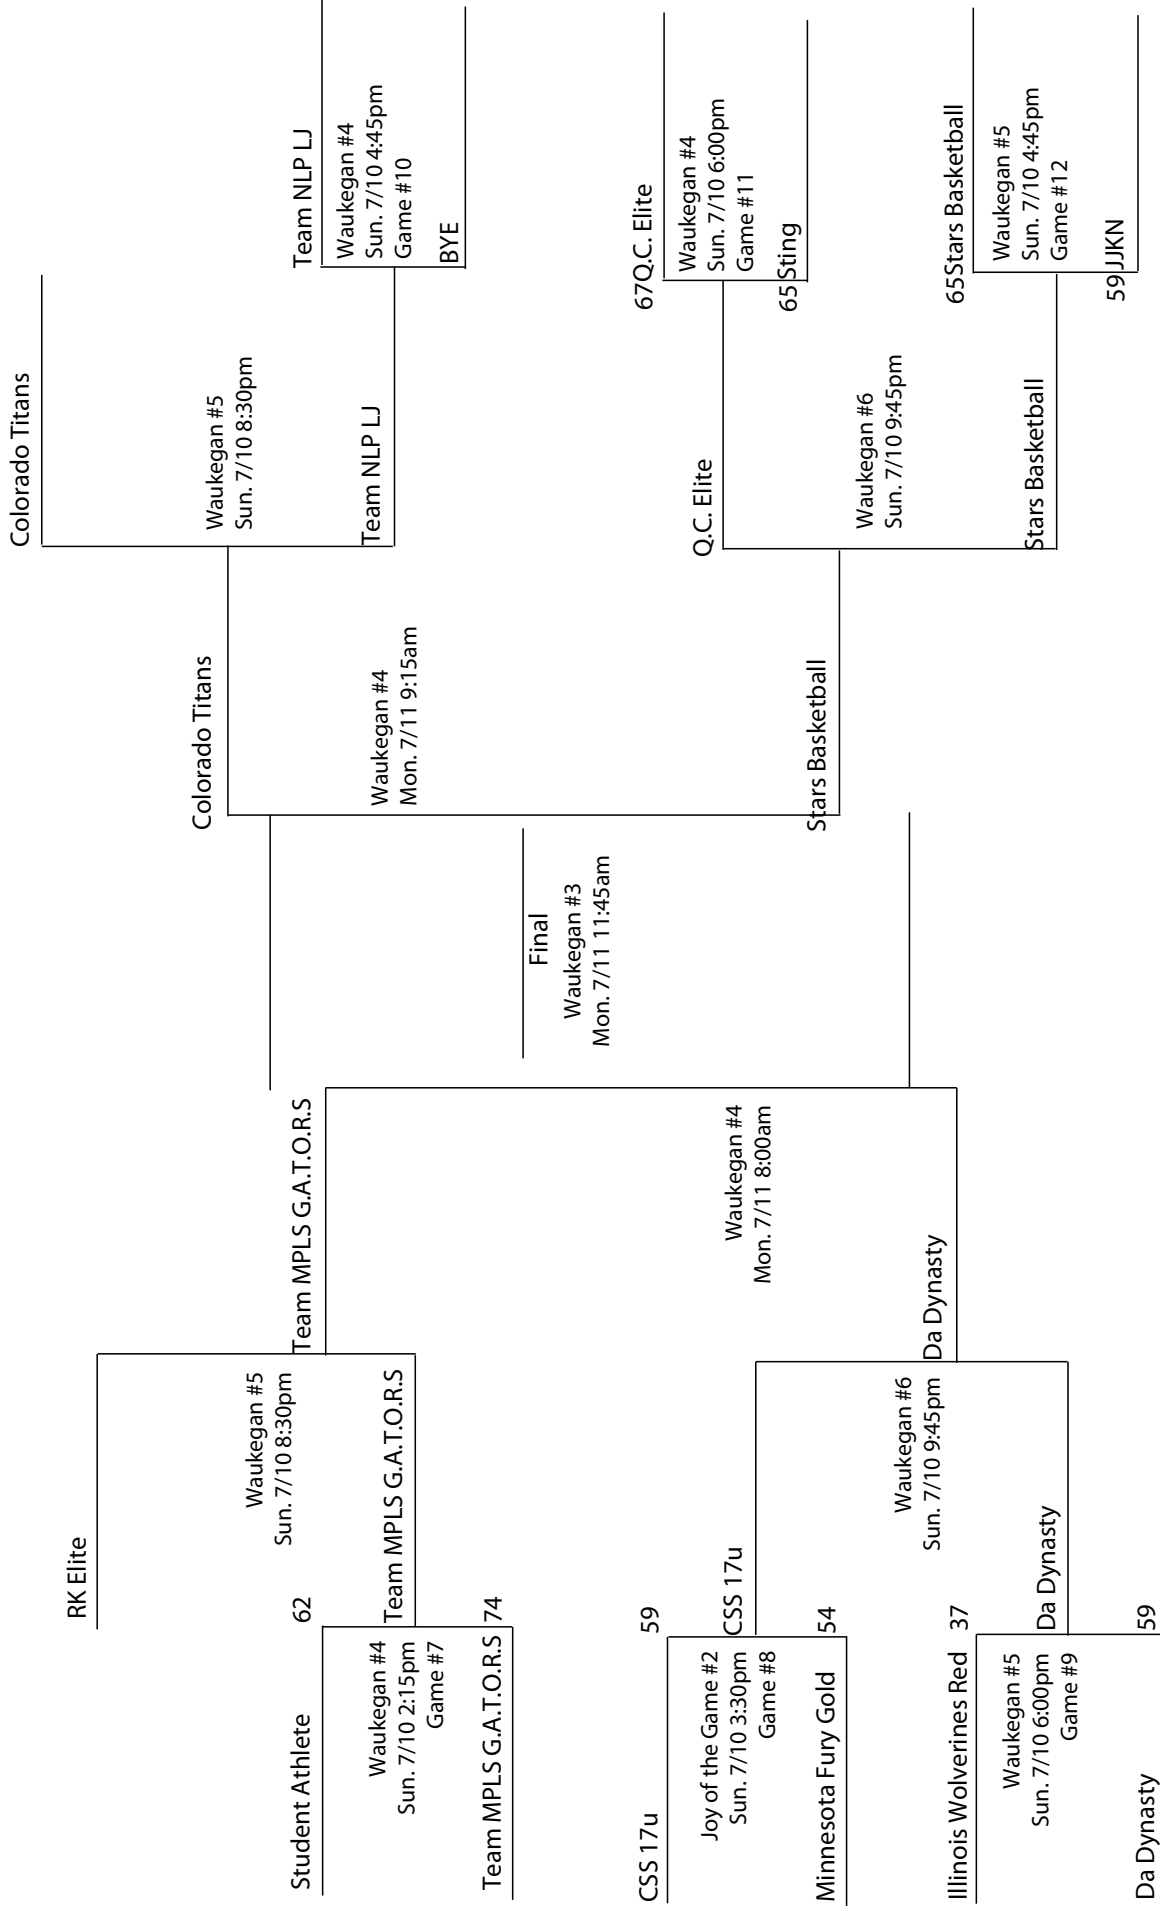 RK Elite
Student Athlete
62
Waukegan #4
Sun. 7/10 2:15pm
Game #7
Team MPLS G.A.T.O.R.S
74
CSS 17u
59
Joy of the Game #2
Sun. 7/10 3:30pm
Game #8
Minnesota Fury Gold
54
Illinois Wolverines Red
37
Waukegan #5
Sun. 7/10 6:00pm
Game #9
Da Dynasty
59
Waukegan #5
Sun. 7/10 8:30pm
Team MPLS G.A.T.O.R.S
CSS 17u
Waukegan #6
Sun. 7/10 9:45pm
Da Dynasty
Team MPLS G.A.T.O.R.S
Waukegan #4
Mon. 7/11 8:00am
Da Dynasty
Final
Waukegan #3
Mon. 7/11 11:45am
Colorado Titans
Waukegan #4
Mon. 7/11 9:15am
Stars Basketball
Colorado Titans
Waukegan #5
Sun. 7/10 8:30pm
Team NLP LJ
Q.C. Elite
Waukegan #6
Sun. 7/10 9:45pm
Stars Basketball
Team NLP LJ
Waukegan #4
Sun. 7/10 4:45pm
Game #10
BYE
67Q.C. Elite
Waukegan #4
Sun. 7/10 6:00pm
Game #11
65 Sting
65Stars Basketball
Waukegan #5
Sun. 7/10 4:45pm
Game #12
59 JJKN